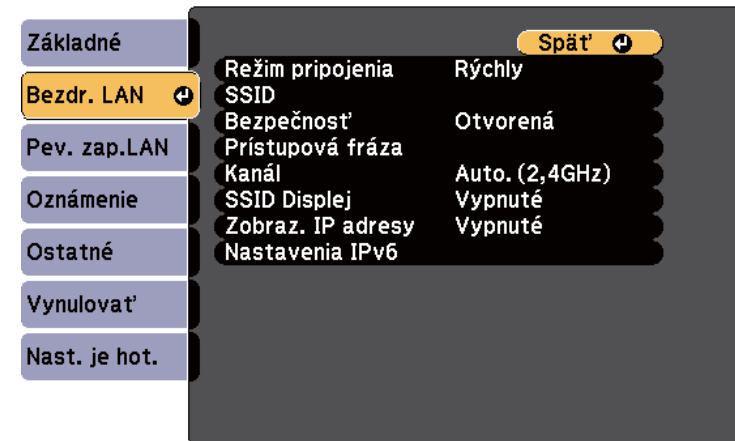 Základné
Bezdr. LAN
Pev. zap.LAN
Oznámenie
Ostatné
Vynulovať
Nast. je hot.
Späť
Režim pripojenia Rýchly
SSID
Bezpečnosť Otvorená
Prístupová fráza
Kanál Auto. (2,4GHz)
SSID Displej Vypnuté
Zobraz. IP adresy Vypnuté
Nastavenia IPv6